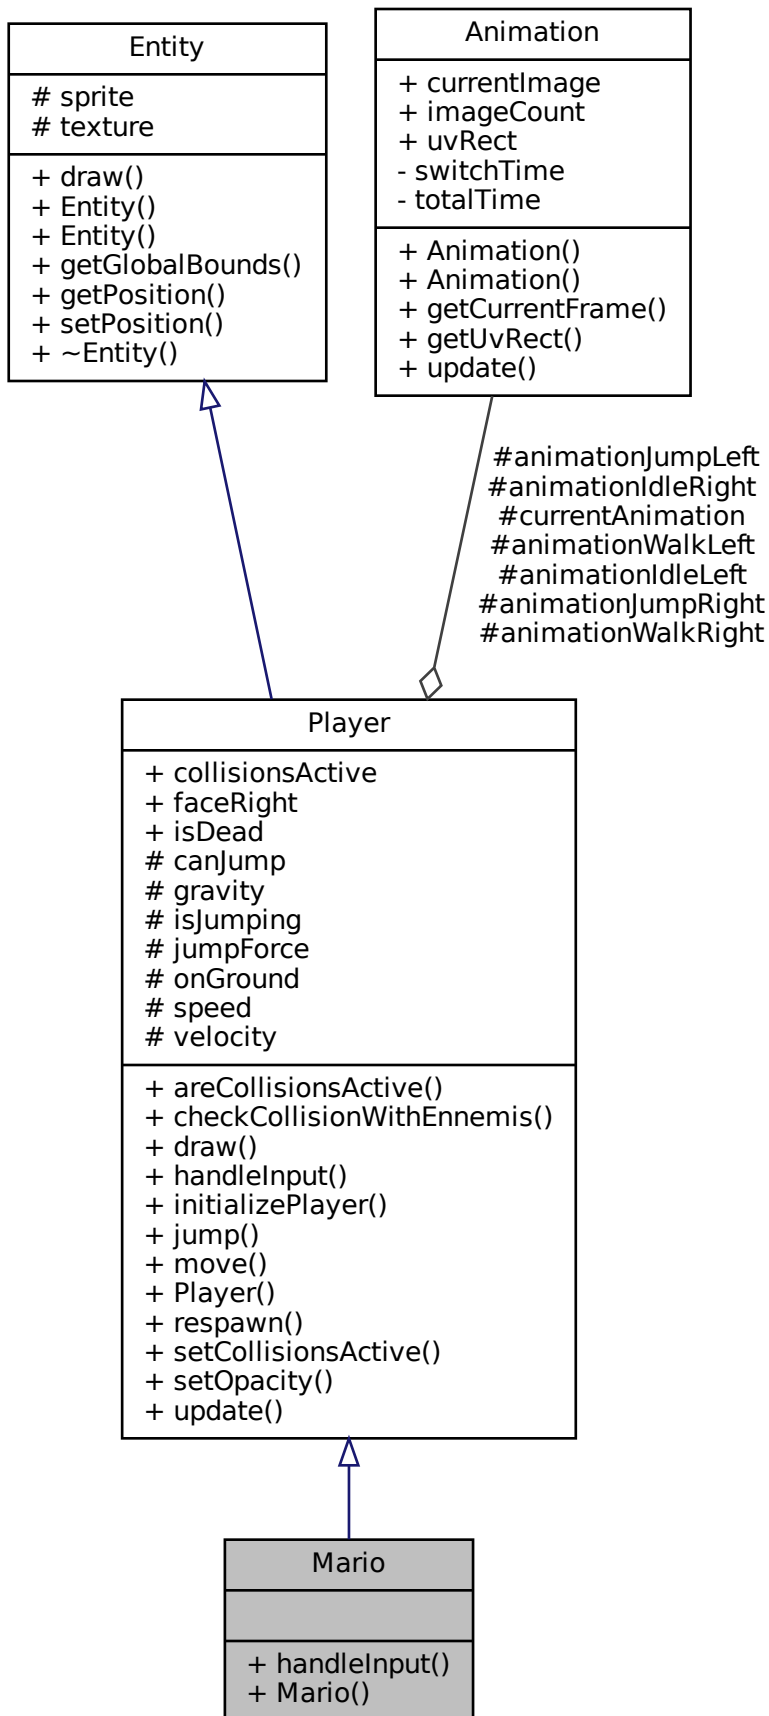 Entity
# sprite
# texture
+ draw()
+ Entity()
+ Entity()
+ getGlobalBounds()
+ getPosition()
+ setPosition()
+ ~Entity()
Animation
+ currentImage
+ imageCount
+ uvRect
- switchTime
- totalTime
+ Animation()
+ Animation()
+ getCurrentFrame()
+ getUvRect()
+ update()
#animationJumpLeft
#animationIdleRight
#currentAnimation
#animationWalkLeft
#animationIdleLeft
#animationJumpRight
#animationWalkRight
Player
+ collisionsActive
+ faceRight
+ isDead
# canJump
# gravity
# isJumping
# jumpForce
# onGround
# speed
# velocity
+ areCollisionsActive()
+ checkCollisionWithEnnemis()
+ draw()
+ handleInput()
+ initializePlayer()
+ jump()
+ move()
+ Player()
+ respawn()
+ setCollisionsActive()
+ setOpacity()
+ update()
Mario
+ handleInput()
+ Mario()